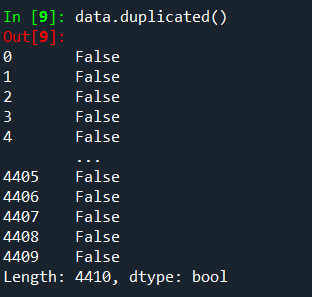 In [9]: data.duplicated()
Out[9]:
0       False
1       False
2       False
3       False
4       False
        ...
4405    False
4406    False
4407    False
4408    False
4409    False
Length: 4410, dtype: bool